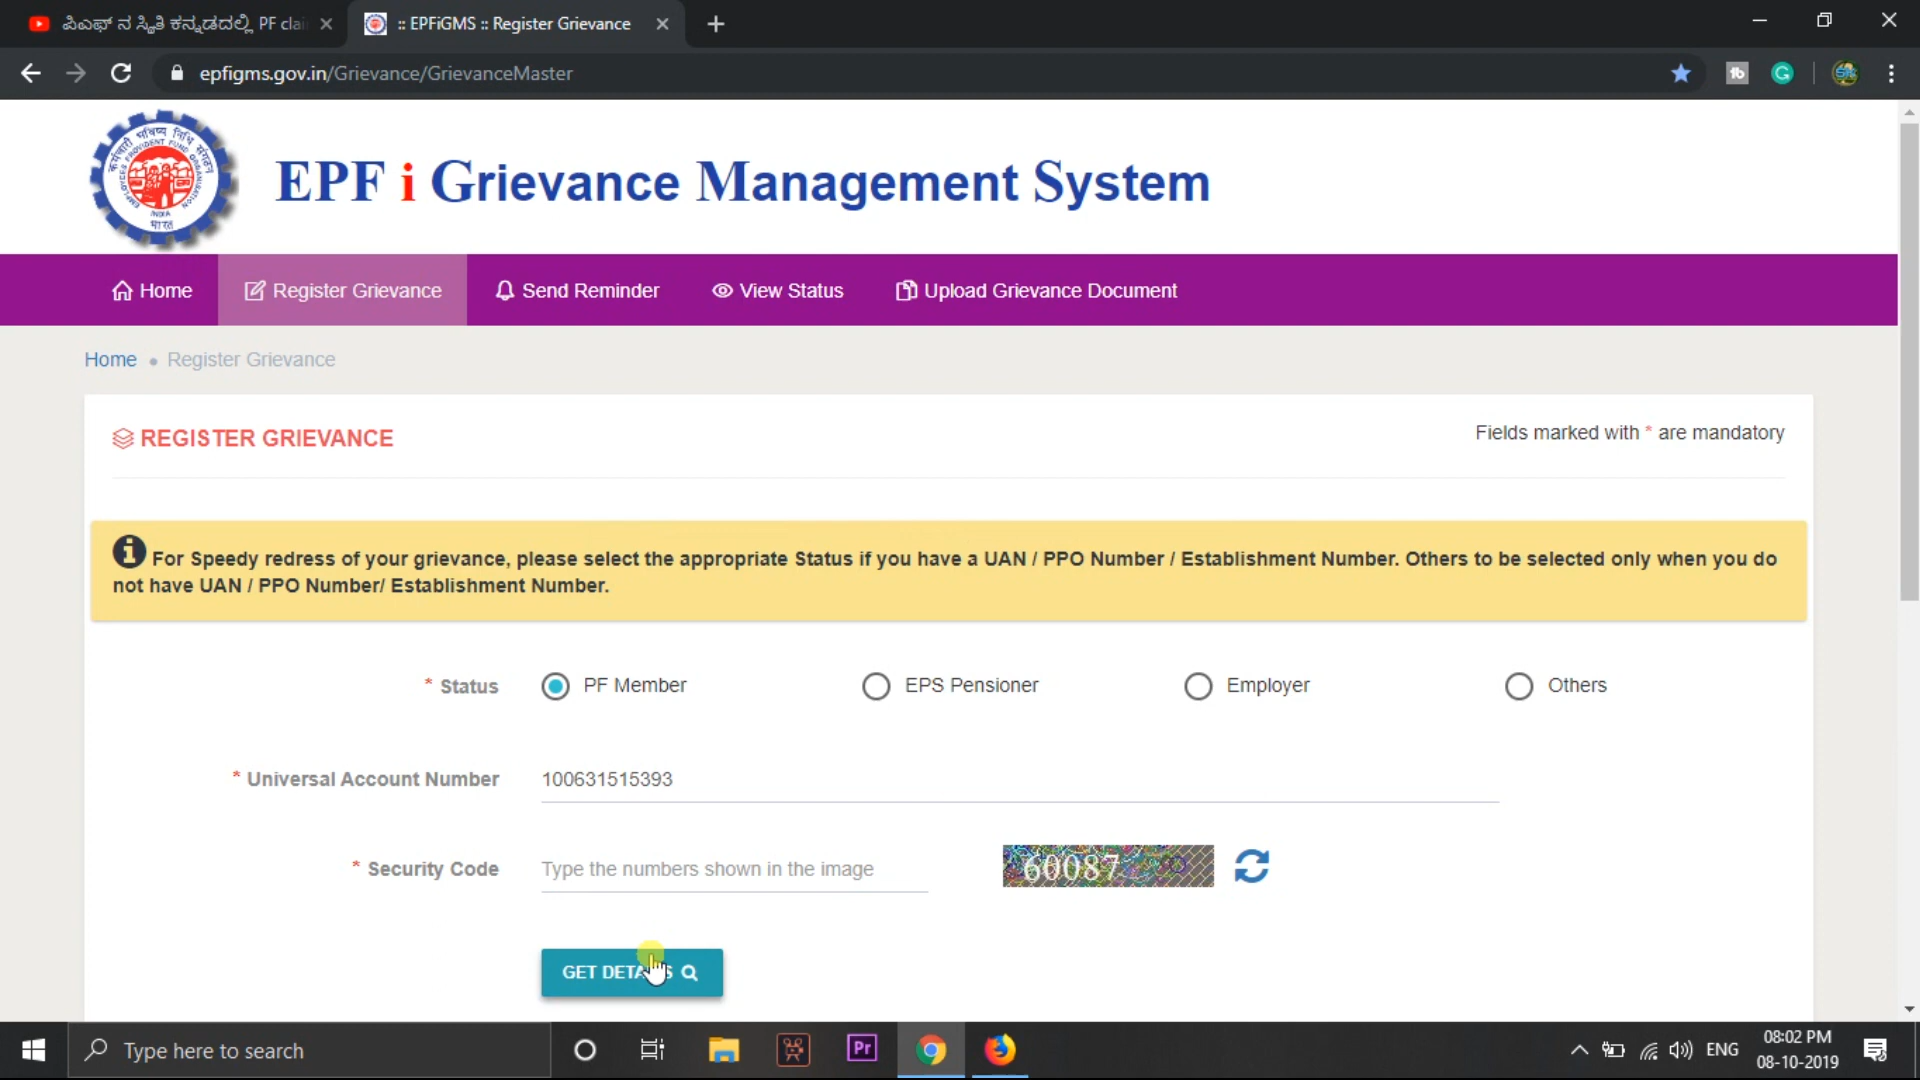 ಪಿಎಫ್ ನ ಸ್ಥಿತಿ ಕನ್ನಡದಲ್ಲಿ, PF clai
:: EPFiGMS :: Register Grievance
epfigms.gov.in/Grievance/GrievanceMaster
EPF i Grievance Management System
Home
Register Grievance
Send Reminder
View Status
Upload Grievance Document
Home • Register Grievance
REGISTER GRIEVANCE
Fields marked with * are mandatory
For Speedy redress of your grievance, please select the appropriate Status if you have a UAN / PPO Number / Establishment Number. Others to be selected only when you do
not have UAN / PPO Number/ Establishment Number.
* Status
PF Member
EPS Pensioner
Employer
Others
* Universal Account Number
100631515393
* Security Code
Type the numbers shown in the image
60087
GET DETAILS
Type here to search
Pr
ENG
08:02 PM
08-10-2019